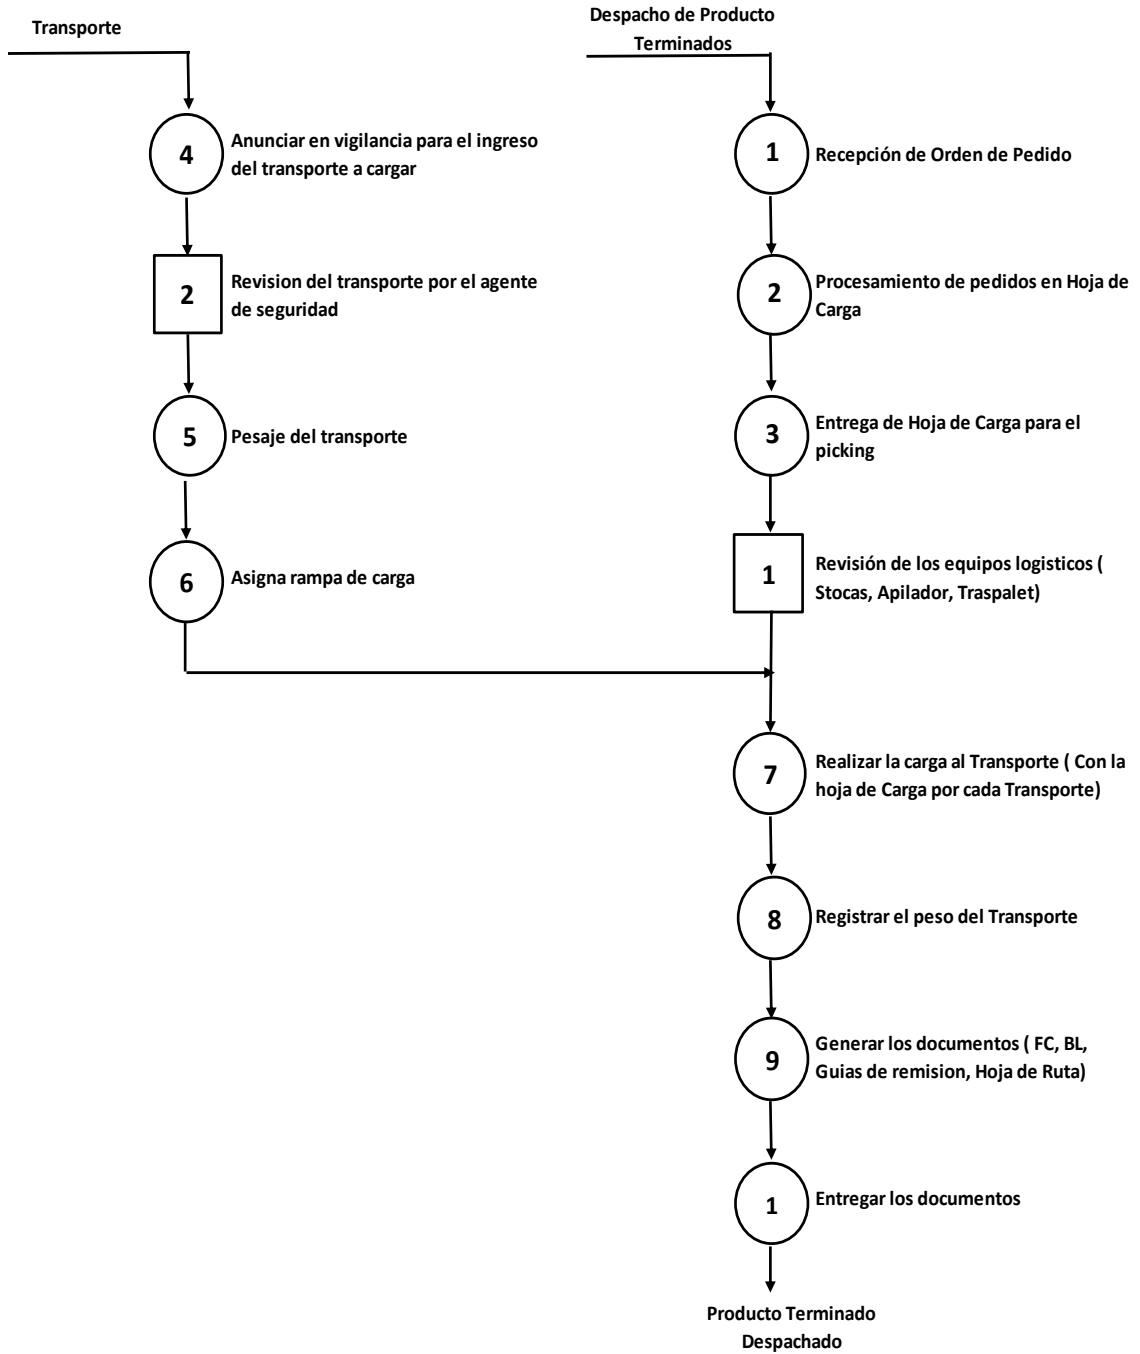 Transporte
4
Anunciar en vigilancia para el ingreso
del transporte a cargar
2
Revision del transporte por el agente
de seguridad
5
Pesaje del transporte
6
Asigna rampa de carga
Despacho de Producto
Terminados
1
Recepción de Orden de Pedido
2
Procesamiento de pedidos en Hoja de
Carga
3
Entrega de Hoja de Carga para el
picking
1
Revisión de los equipos logisticos (
Stocas, Apilador, Traspalet)
7
Realizar la carga al Transporte ( Con la
hoja de Carga por cada Transporte)
8
Registrar el peso del Transporte
9
Generar los documentos ( FC, BL,
Guias de remision, Hoja de Ruta)
1
Entregar los documentos
Producto Terminado
Despachado